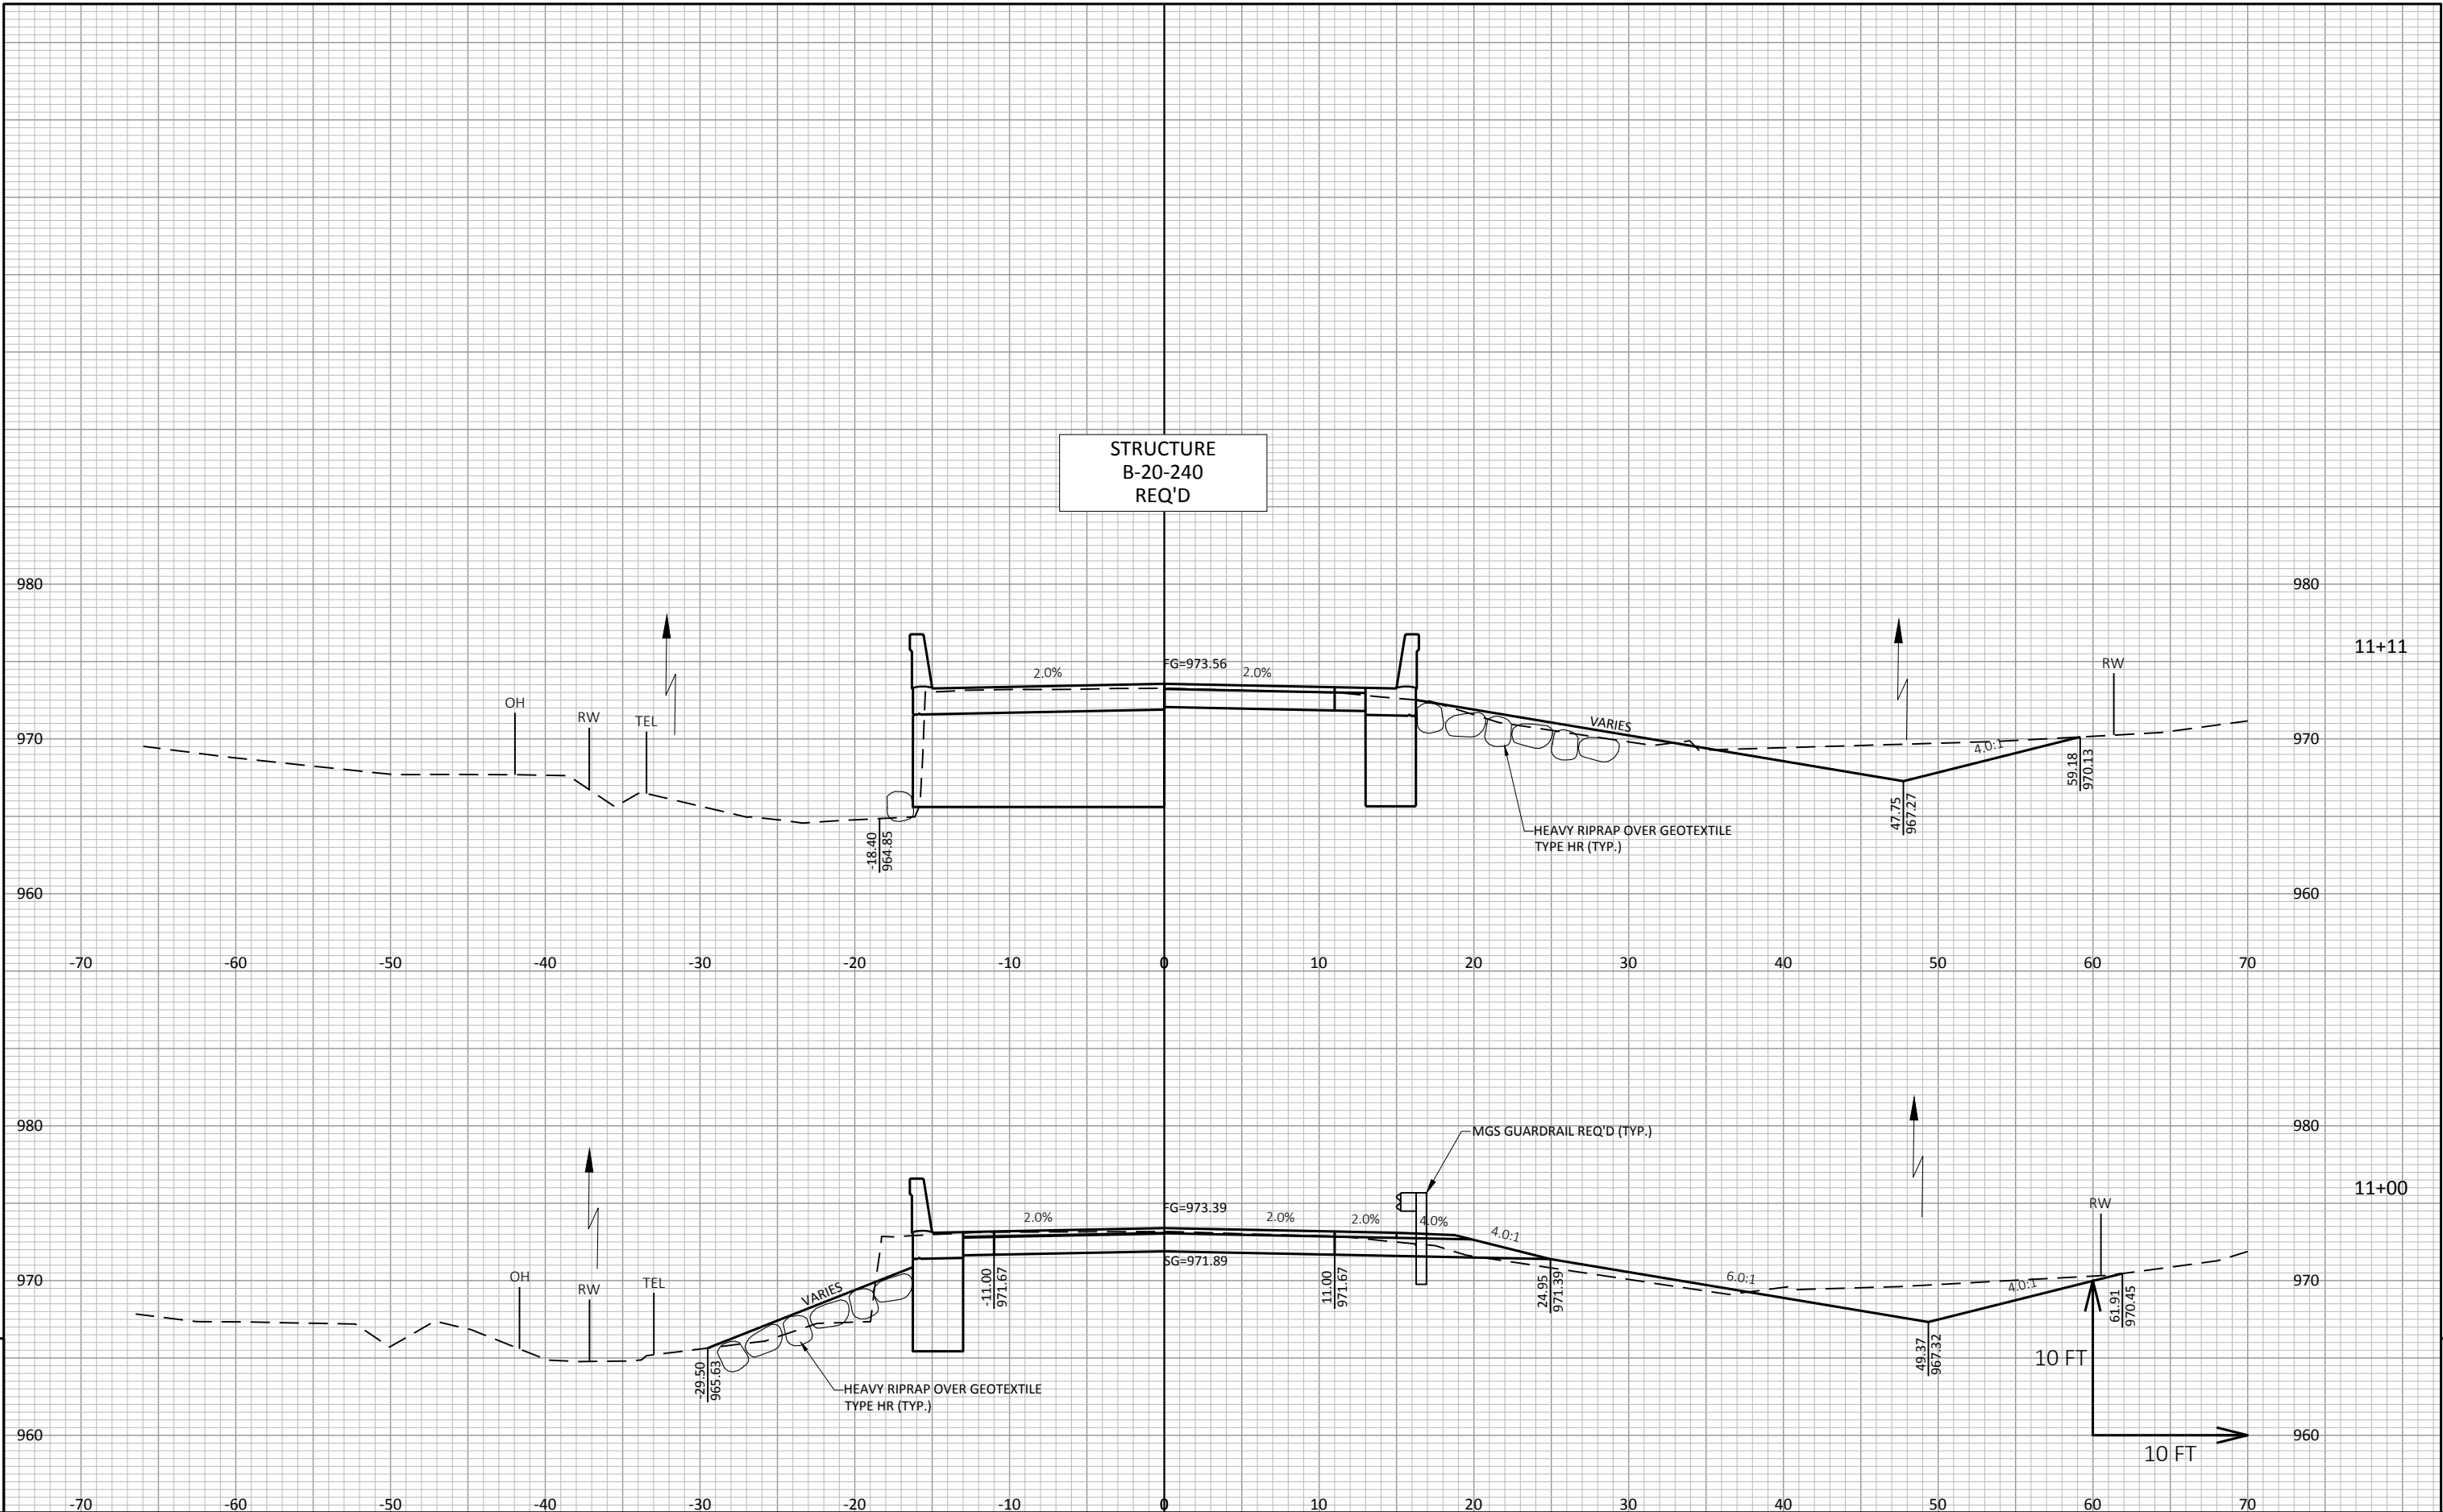 STRUCTURE
B-20-240
REQ'D
980 980
11+11
FG=973.56
2.0% 2.0%
RW
OH
RW
TEL
VARIES
970 970
4.0:1
59.18
970.13
47.75
967.27
HEAVY RIPRAP OVER GEOTEXTILE
TYPE HR (TYP.)
-18.40
964.85
960 960
-70 -60 -50 -40 -30 -20 -10 0 10 20 30 40 50 60 70
980 980
MGS GUARDRAIL REQ'D (TYP.)
11+00
FG=973.39
2.0% 2.0% 2.0% 4.0%
4.0:1
RW
SG=971.89
OH
RW
TEL
VARIES
970 970
-11.00
971.67
11.00
971.67
24.95
971.39
6.0:1
4.0:1
61.91
970.45
49.37
967.32
-29.50
965.63
10 FT
HEAVY RIPRAP OVER GEOTEXTILE
TYPE HR (TYP.)
960 960
10 FT
-70 -60 -50 -40 -30 -20 -10 0 10 20 30 40 50 60 70